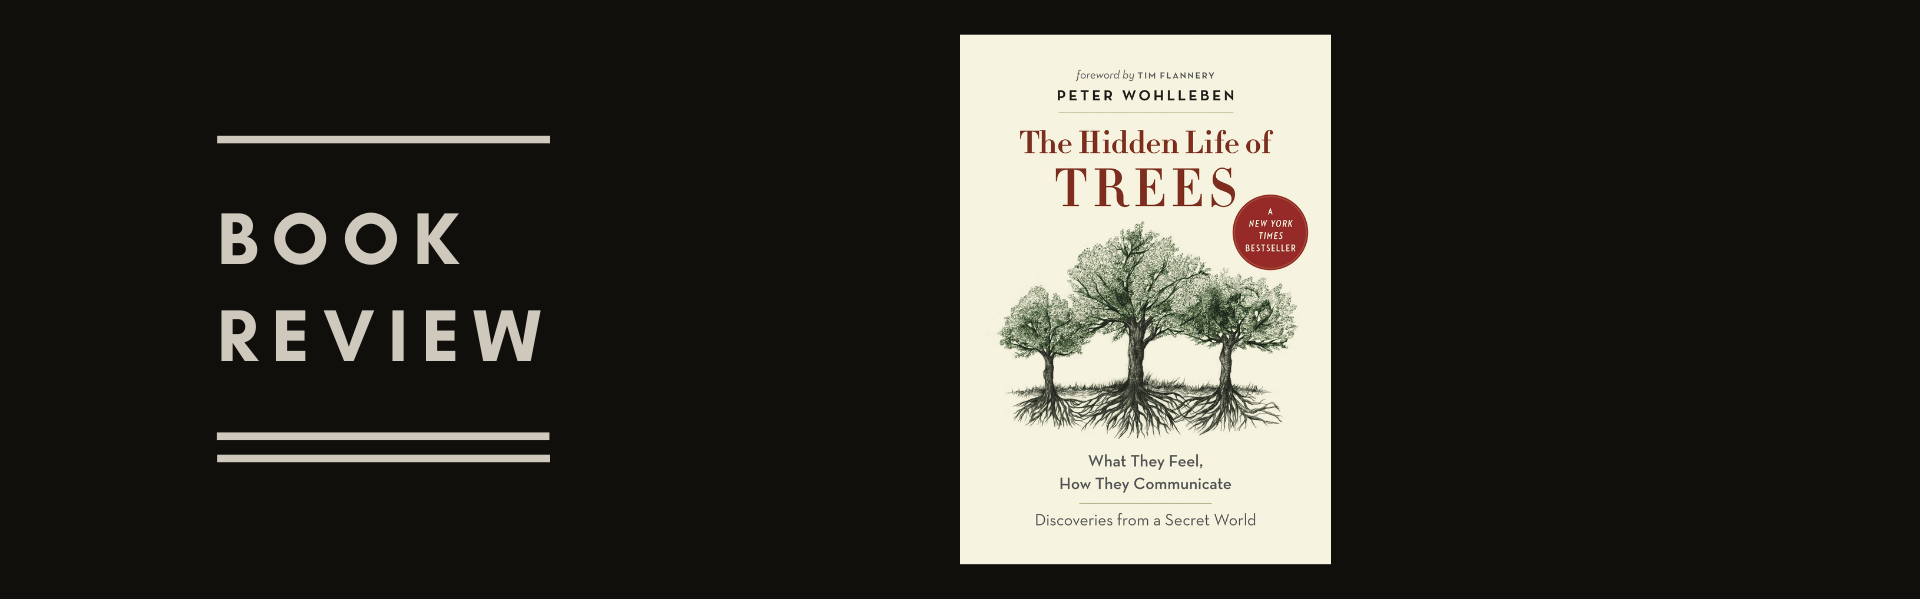 BOOK
REVIEW
foreword by TIM FLANNERY
PETER WOHLLEBEN
The Hidden Life of
TREES
A
NEW YORK
TIMES
BESTSELLER
What They Feel,
How They Communicate
Discoveries from a Secret World